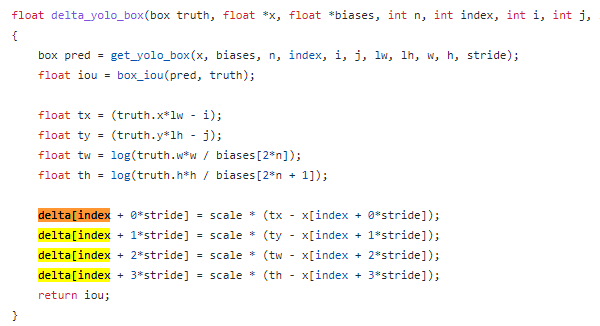 float delta_yolo_box(box truth, float *x, float *biases, int n, int index, int i, int j,
{
box pred = get_yolo_box(x, biases, n, index, i, j, lw, lh, w, h, stride);
float iou = box_iou(pred, truth);
float tx = (truth.x*lw - i);
float ty = (truth.y*lh - j);
float tw = log(truth.w*w / biases[2*n]);
float th = log(truth.h*h / biases[2*n + 1]);
delta[index + 0*stride] = scale * (tx - x[index + 0*stride]);
delta[index + 1*stride] = scale * (ty - x[index + 1*stride]);
delta[index + 2*stride] = scale * (tw - x[index + 2*stride]);
delta[index + 3*stride] = scale * (th - x[index + 3*stride]);
return iou;
}